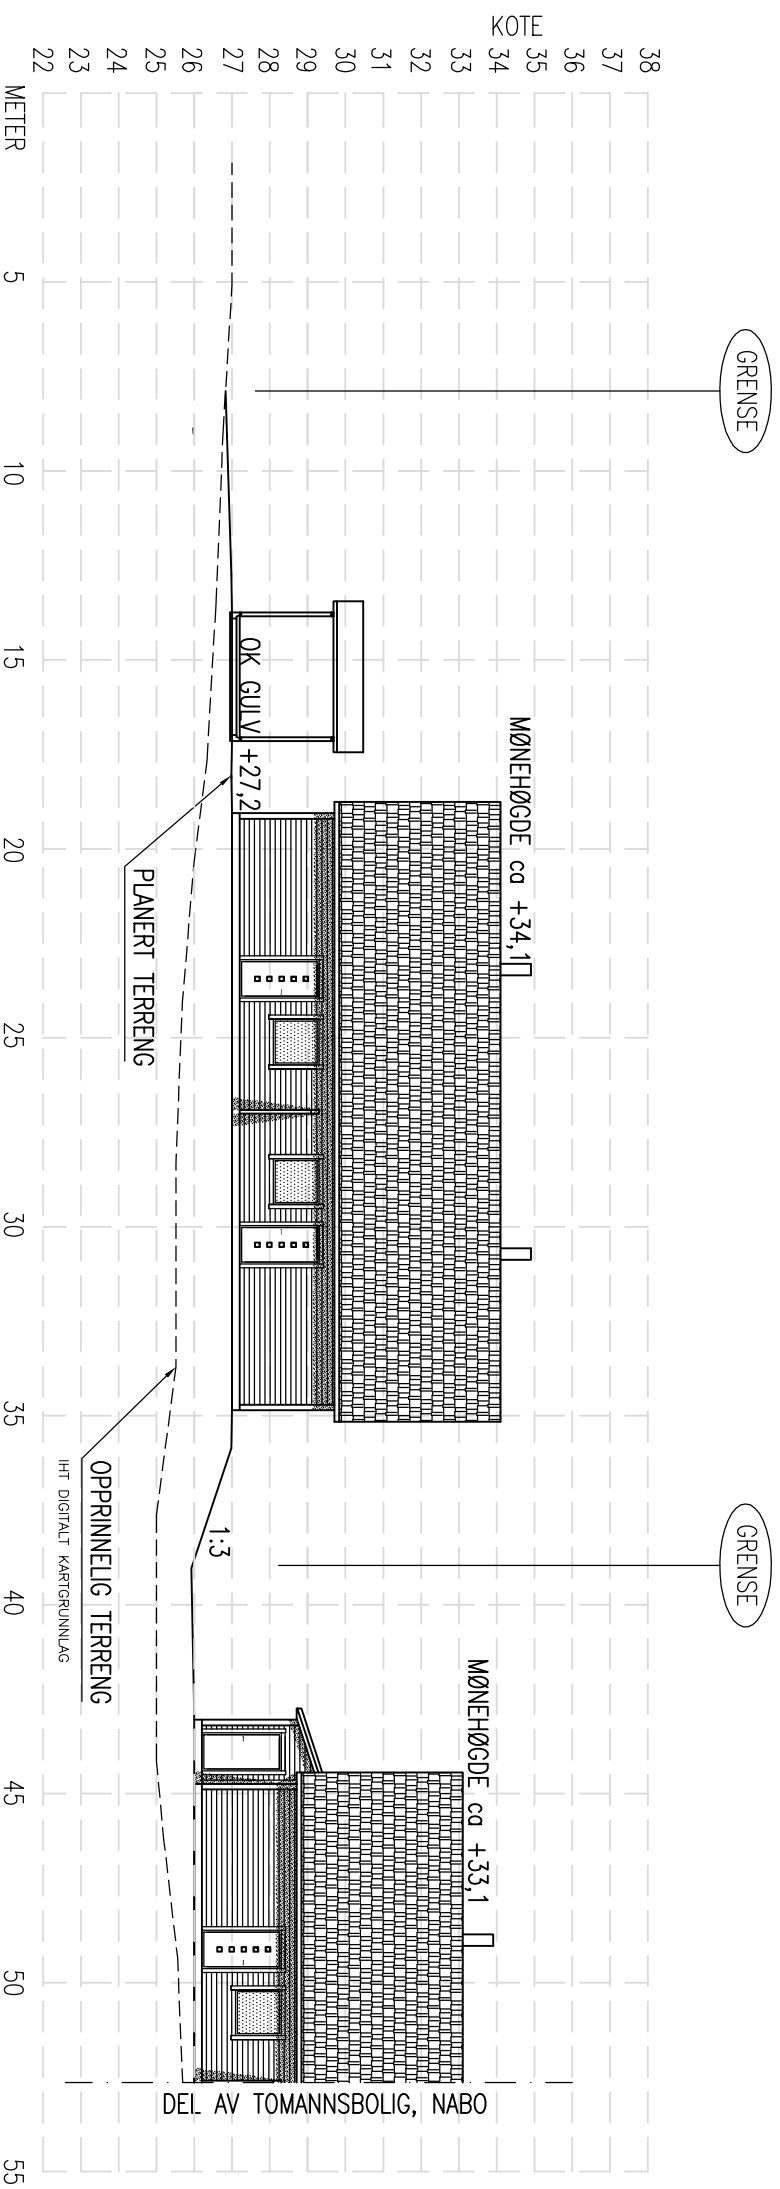 GRENSE
GRENSE
KOTE
38
37
36
35
34
33
32
31
30
29
28
27
26
25
24
23
22
MØNEHØGDE ca +34,1
MØNEHØGDE ca +33,1
OK GULV +27,2
1:3
PLANERT TERRENG
OPPRINNELIG TERRENG
IHT DIGITALT KARTGRUNNLAG
DEL AV TOMANNSBOLIG, NABO
METER
5
10
15
20
25
30
35
40
45
50
55